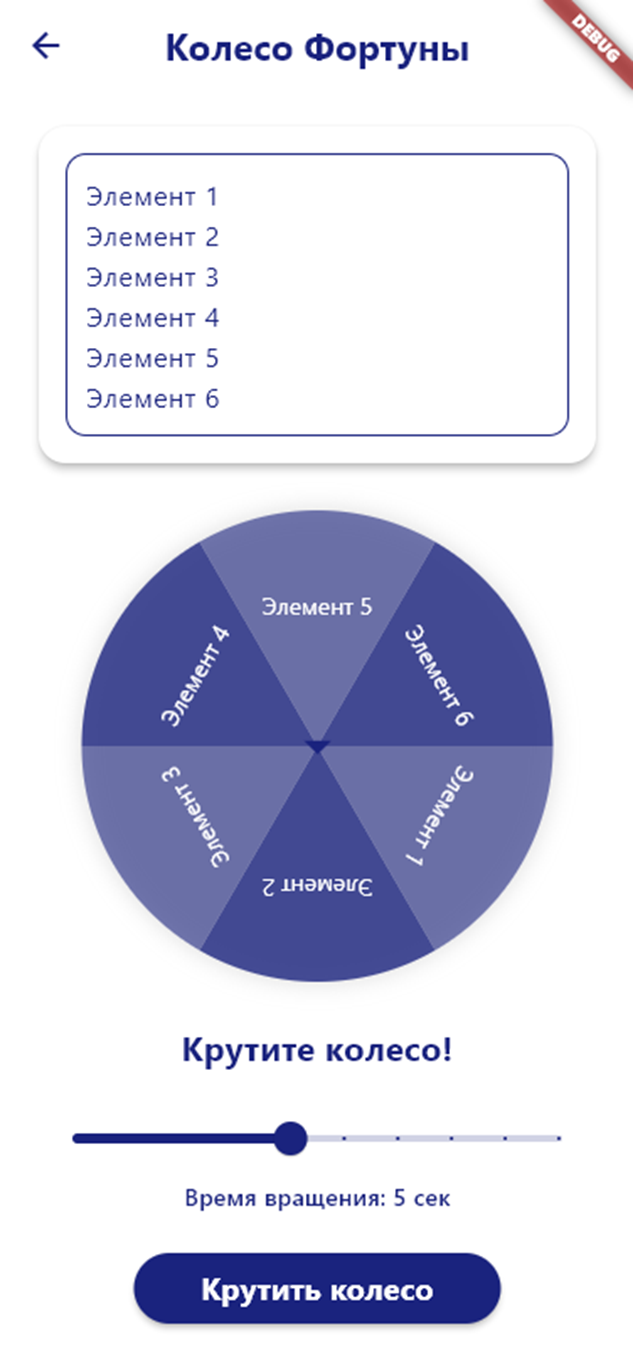 Колесо Фортуны
DEBUG
Элемент 1
Элемент 2
Элемент 3
Элемент 4
Элемент 5
Элемент 6
Элемент 5
Элемент 4
Элемент 6
Элемент 3
Элемент 1
Элемент 2
Крутите колесо!
Время вращения: 5 сек
Крутить колесо